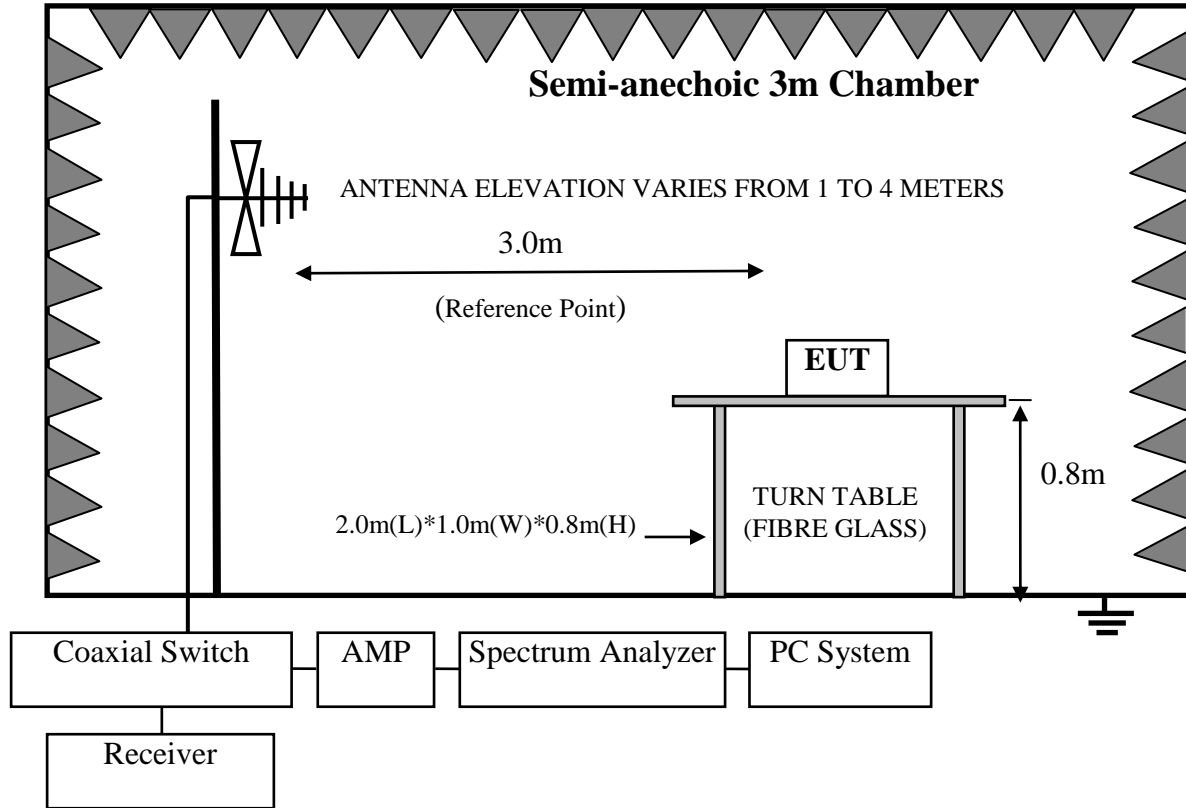 Semi-anechoic 3m Chamber
ANTENNA ELEVATION VARIES FROM 1 TO 4 METERS
3.0m
(Reference Point)
EUT
0.8m
TURN TABLE
(FIBRE GLASS)
2.0m(L)*1.0m(W)*0.8m(H)
Coaxial Switch
AMP
Spectrum Analyzer
PC System
Receiver